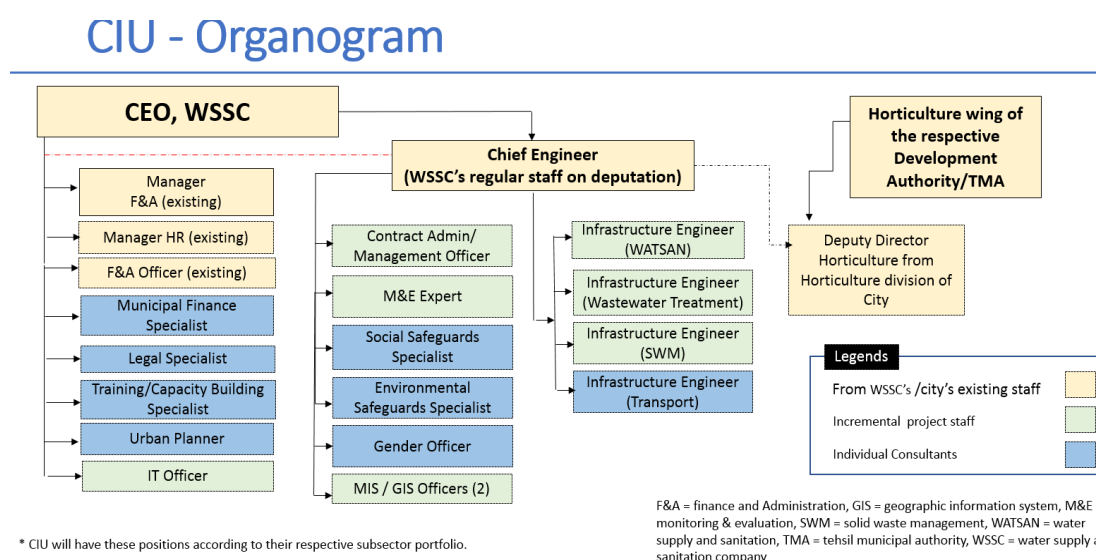 CIU - Organogram
CEO, WSSC
Horticulture wing of
the respective
Development
Authority/TMA
Chief Engineer
(WSSC's regular staff on deputation)
Manager
F&A (existing)
Manager HR (existing)
F&A Officer (existing)
Municipal Finance
Specialist
Legal Specialist
Training/Capacity Building
Specialist
Urban Planner
IT Officer
Contract Admin/
Management Officer
M&E Expert
Social Safeguards
Specialist
Environmental
Safeguards Specialist
Gender Officer
MIS / GIS Officers (2)
Infrastructure Engineer
(WATSAN)
Infrastructure Engineer
(Wastewater Treatment)
Infrastructure Engineer
(SWM)
Infrastructure Engineer
(Transport)
Deputy Director
Horticulture from
Horticulture division of
City
Legends
From WSSC's /city's existing staff
Incremental project staff
Individual Consultants
F&A = finance and Administration, GIS = geographic information system, M&E
monitoring & evaluation, SWM = solid waste management, WATSAN = water
supply and sanitation, TMA = tehsil municipal authority, WSSC = water supply a
sanitation company
* CIU will have these positions according to their respective subsector portfolio.